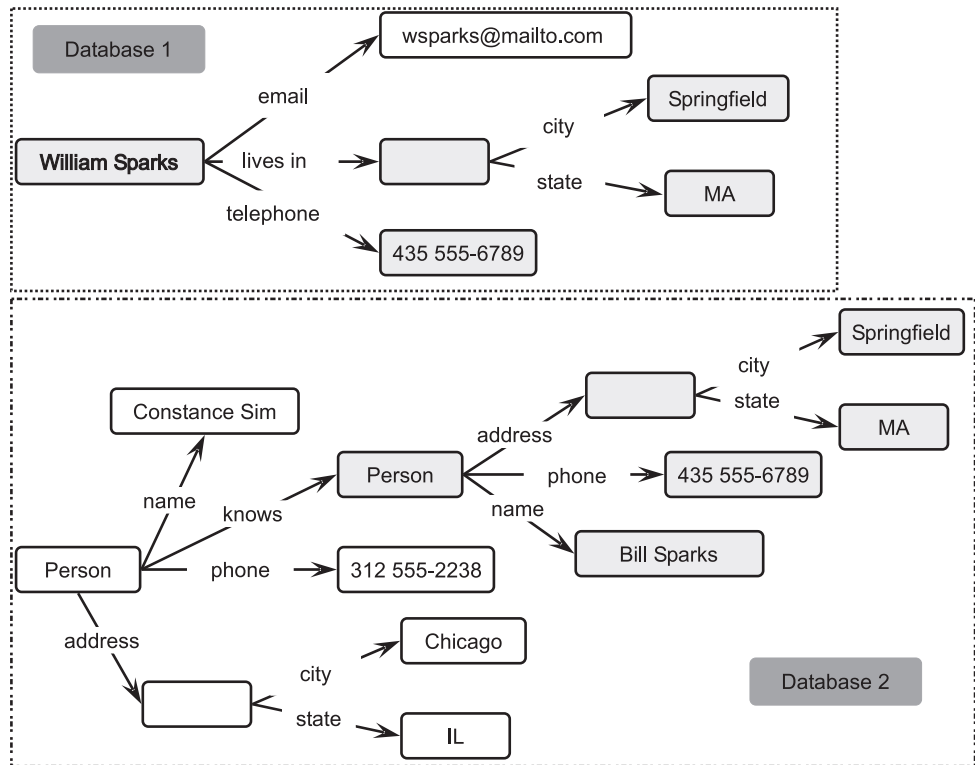 Database 1
wsparks@mailto.com
email
Springfield
city
William Sparks
lives in
state
MA
telephone
435 555-6789
Springfield
city
Constance Sim
state
address
MA
Person
phone
435 555-6789
name
knows
name
Bill Sparks
Person
phone
312 555-2238
address
Chicago
city
Database 2
state
IL